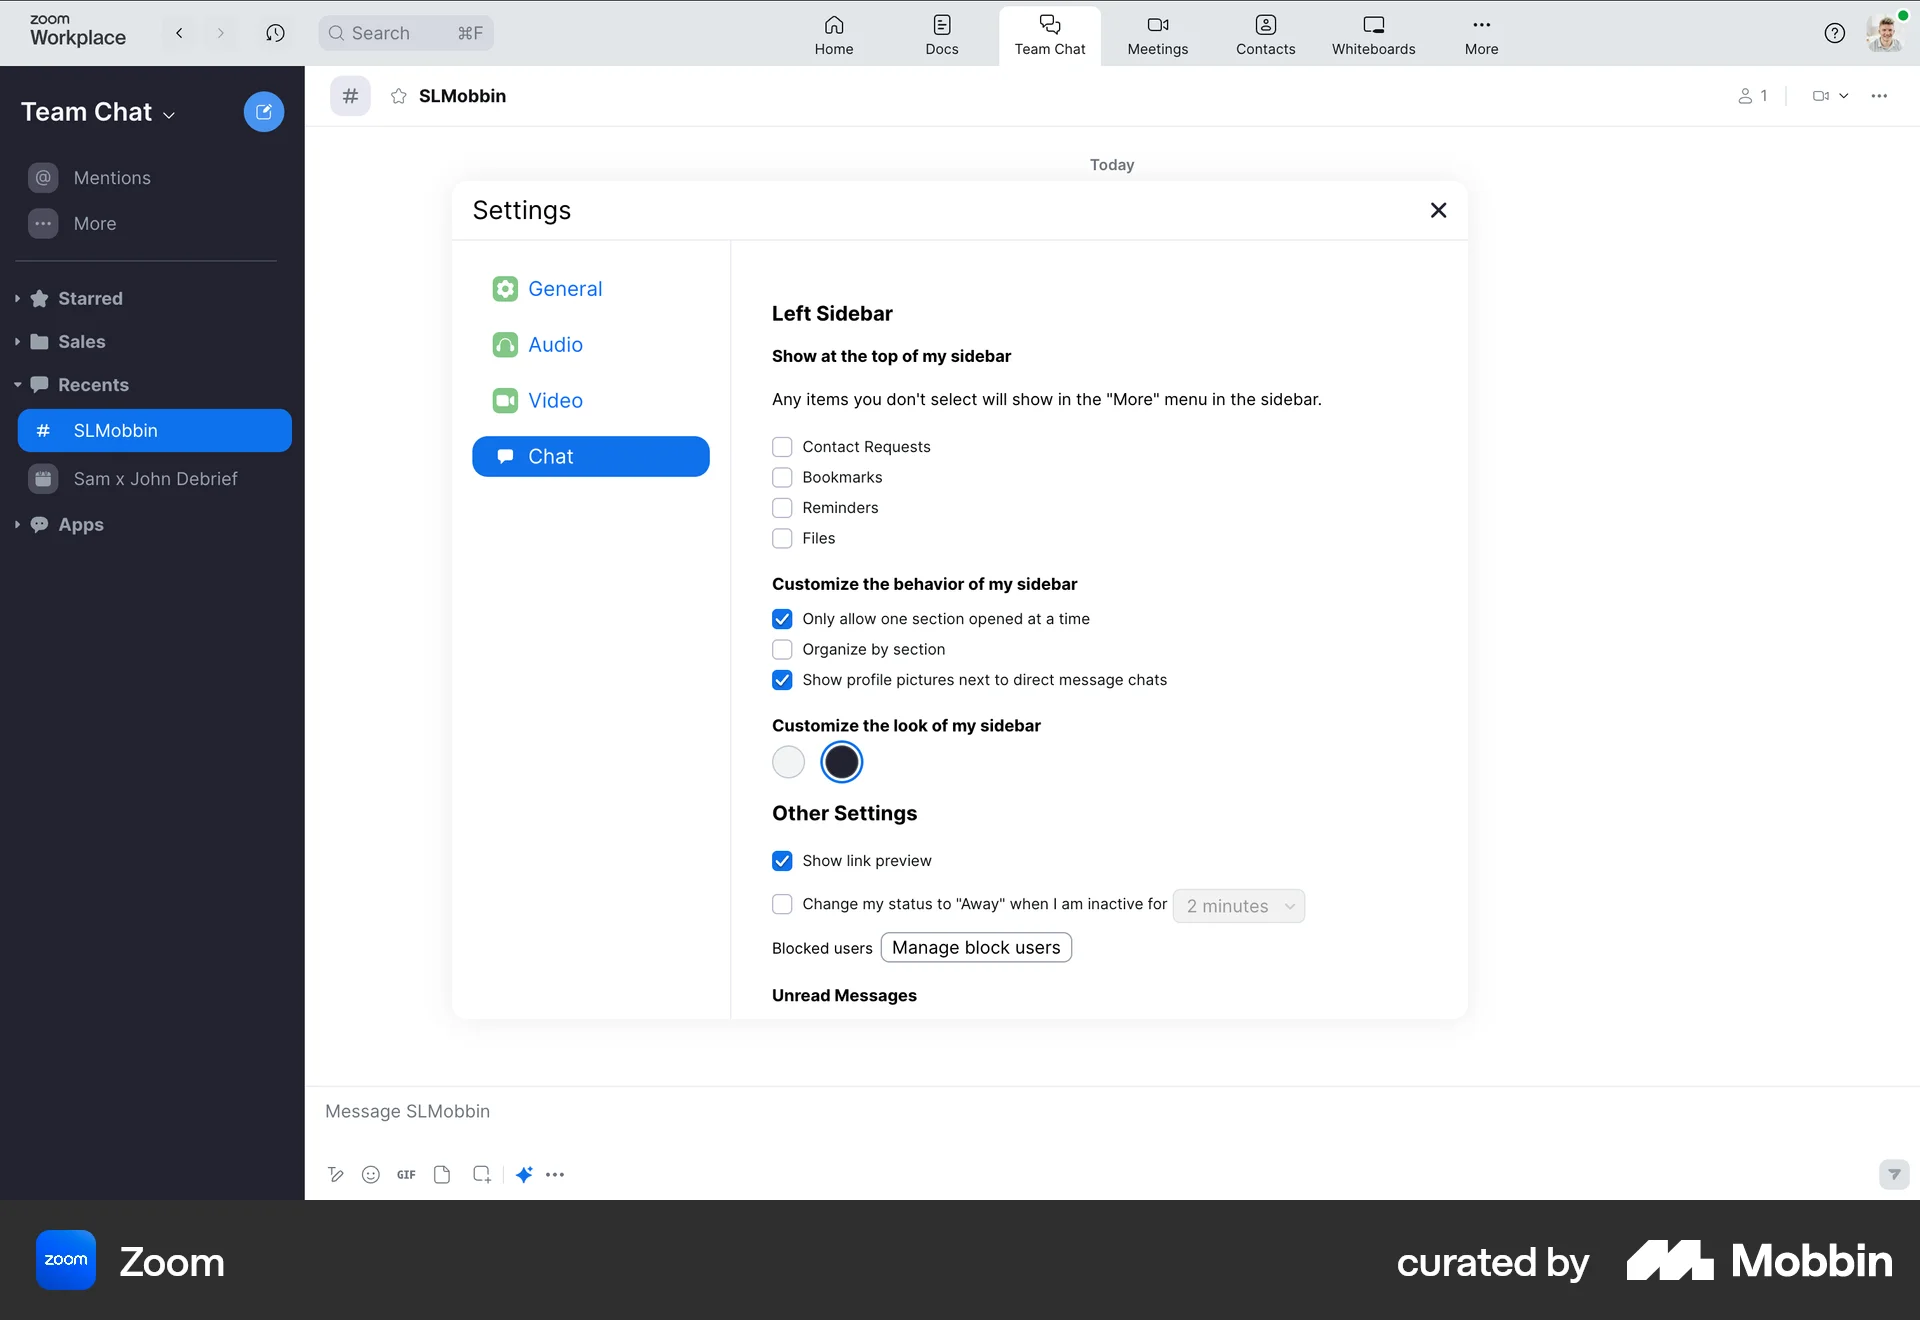 zoom
Workplace
Search ⌘F
Home
Docs
Team Chat
Meetings
Contacts
Whiteboards
More
Team Chat
@ Mentions
More
Starred
Sales
Recents
# SLMobbin
Sam x John Debrief
Apps
# SLMobbin
1
Today
Settings
General
Audio
Video
Chat
Left Sidebar
Show at the top of my sidebar
Any items you don't select will show in the "More" menu in the sidebar.
Contact Requests
Bookmarks
Reminders
Files
Customize the behavior of my sidebar
Only allow one section opened at a time
Organize by section
Show profile pictures next to direct message chats
Customize the look of my sidebar
Other Settings
Show link preview
Change my status to "Away" when I am inactive for 2 minutes
Blocked users Manage block users
Unread Messages
Message SLMobbin
GIF
zoom Zoom
curated by Mobbin